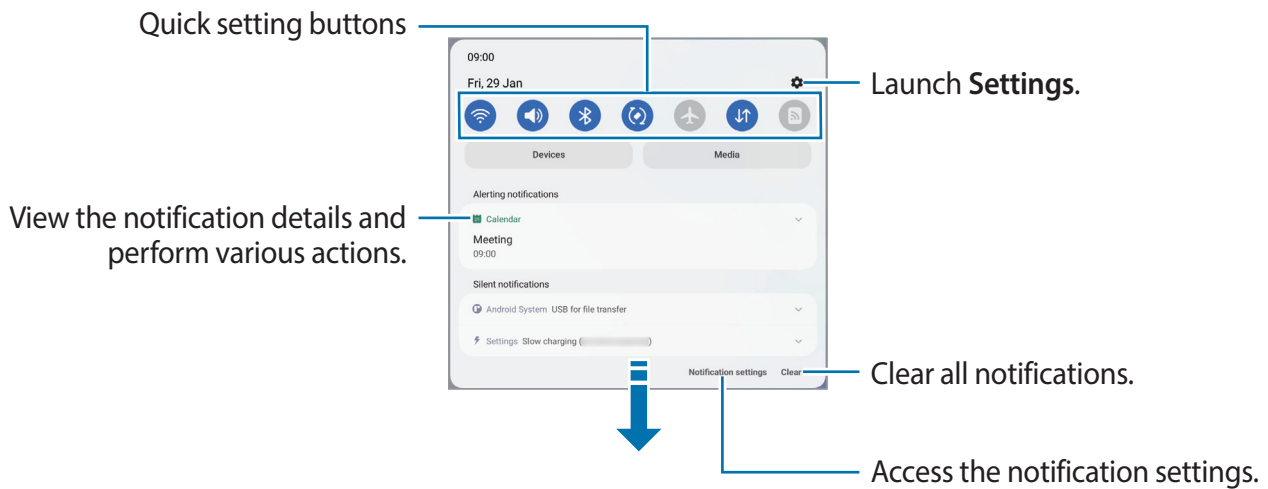 Quick setting buttons
09:00
Fri, 29 Jan
Launch Settings.
Devices
Media
Alerting notifications
View the notification details and
perform various actions.
Calendar
Meeting
09:00
Silent notifications
Android System USB for file transfer
Settings Slow charging ( )
Notification settings
Clear
Clear all notifications.
Access the notification settings.